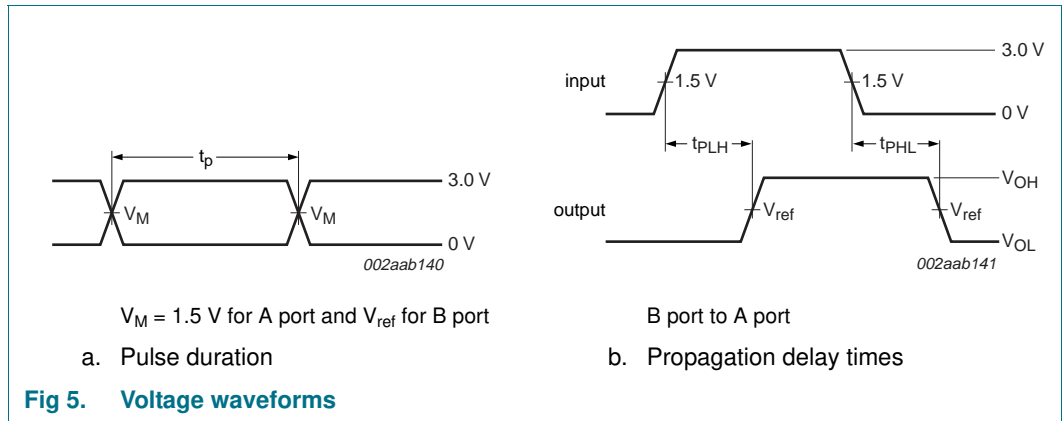 tp
VM
VM
3.0 V
0 V
002aab140
VM = 1.5 V for A port and Vref for B port
a. Pulse duration
input
1.5 V
1.5 V
3.0 V
0 V
tPLH
tPHL
output
Vref
Vref
VOH
VOL
002aab141
B port to A port
b. Propagation delay times
Fig 5. Voltage waveforms